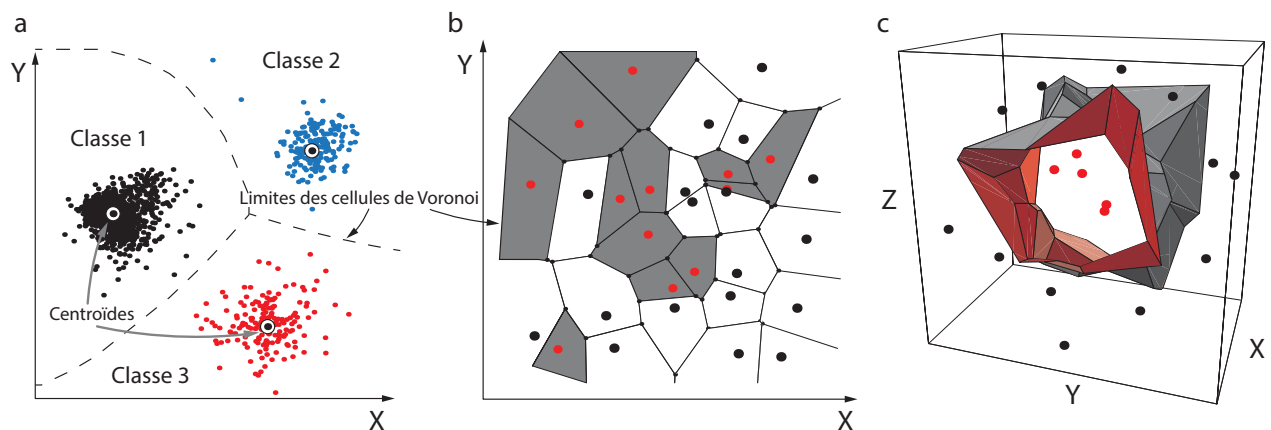 a
Y
Classe 2
Classe 1
Limites des cellules de Voronoi
Centroïdes
Classe 3
X
b
Y
X
c
Z
Y
X